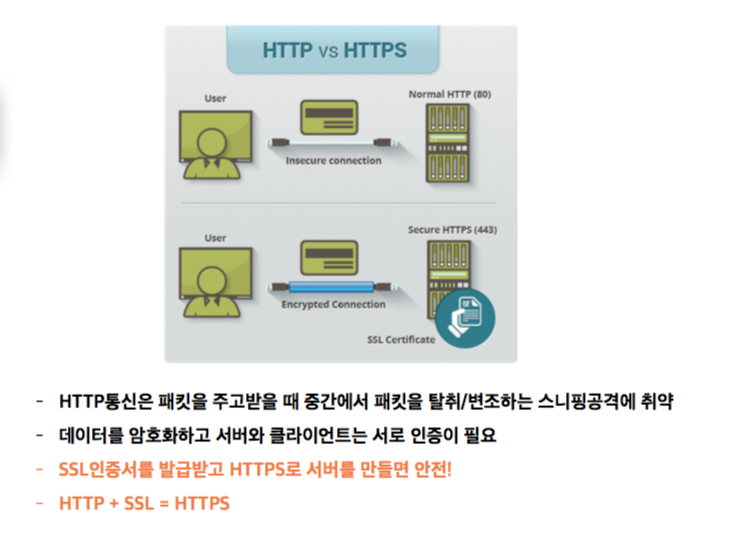 HTTP vs HTTPS
User
Normal HTTP (80)
Insecure connection
User
Secure HTTPS (443)
Encrypted Connection
SSL Certificate
- HTTP통신은 패킷을 주고받을 때 중간에서 패킷을 탈취/변조하는 스니핑공격에 취약
- 데이터를 암호화하고 서버와 클라이언트는 서로 인증이 필요
- SSL인증서를 발급받고 HTTPS로 서버를 만들면 안전!
- HTTP + SSL = HTTPS